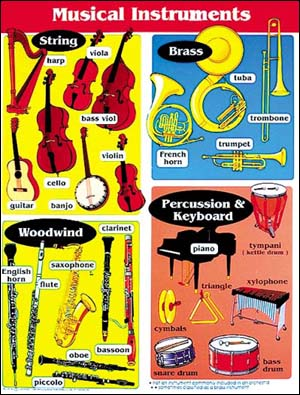 Musical Instruments
String
harp
viola
bass viol
violin
cello
guitar
banjo
Brass
tuba
trombone
trumpet
French
horn
Woodwind
clarinet
saxophone
English
horn
flute
oboe
bassoon
piccolo
Percussion &
Keyboard
piano
tympani
( kettle drum )
triangle
xylophone
cymbals
snare drum
bass
drum